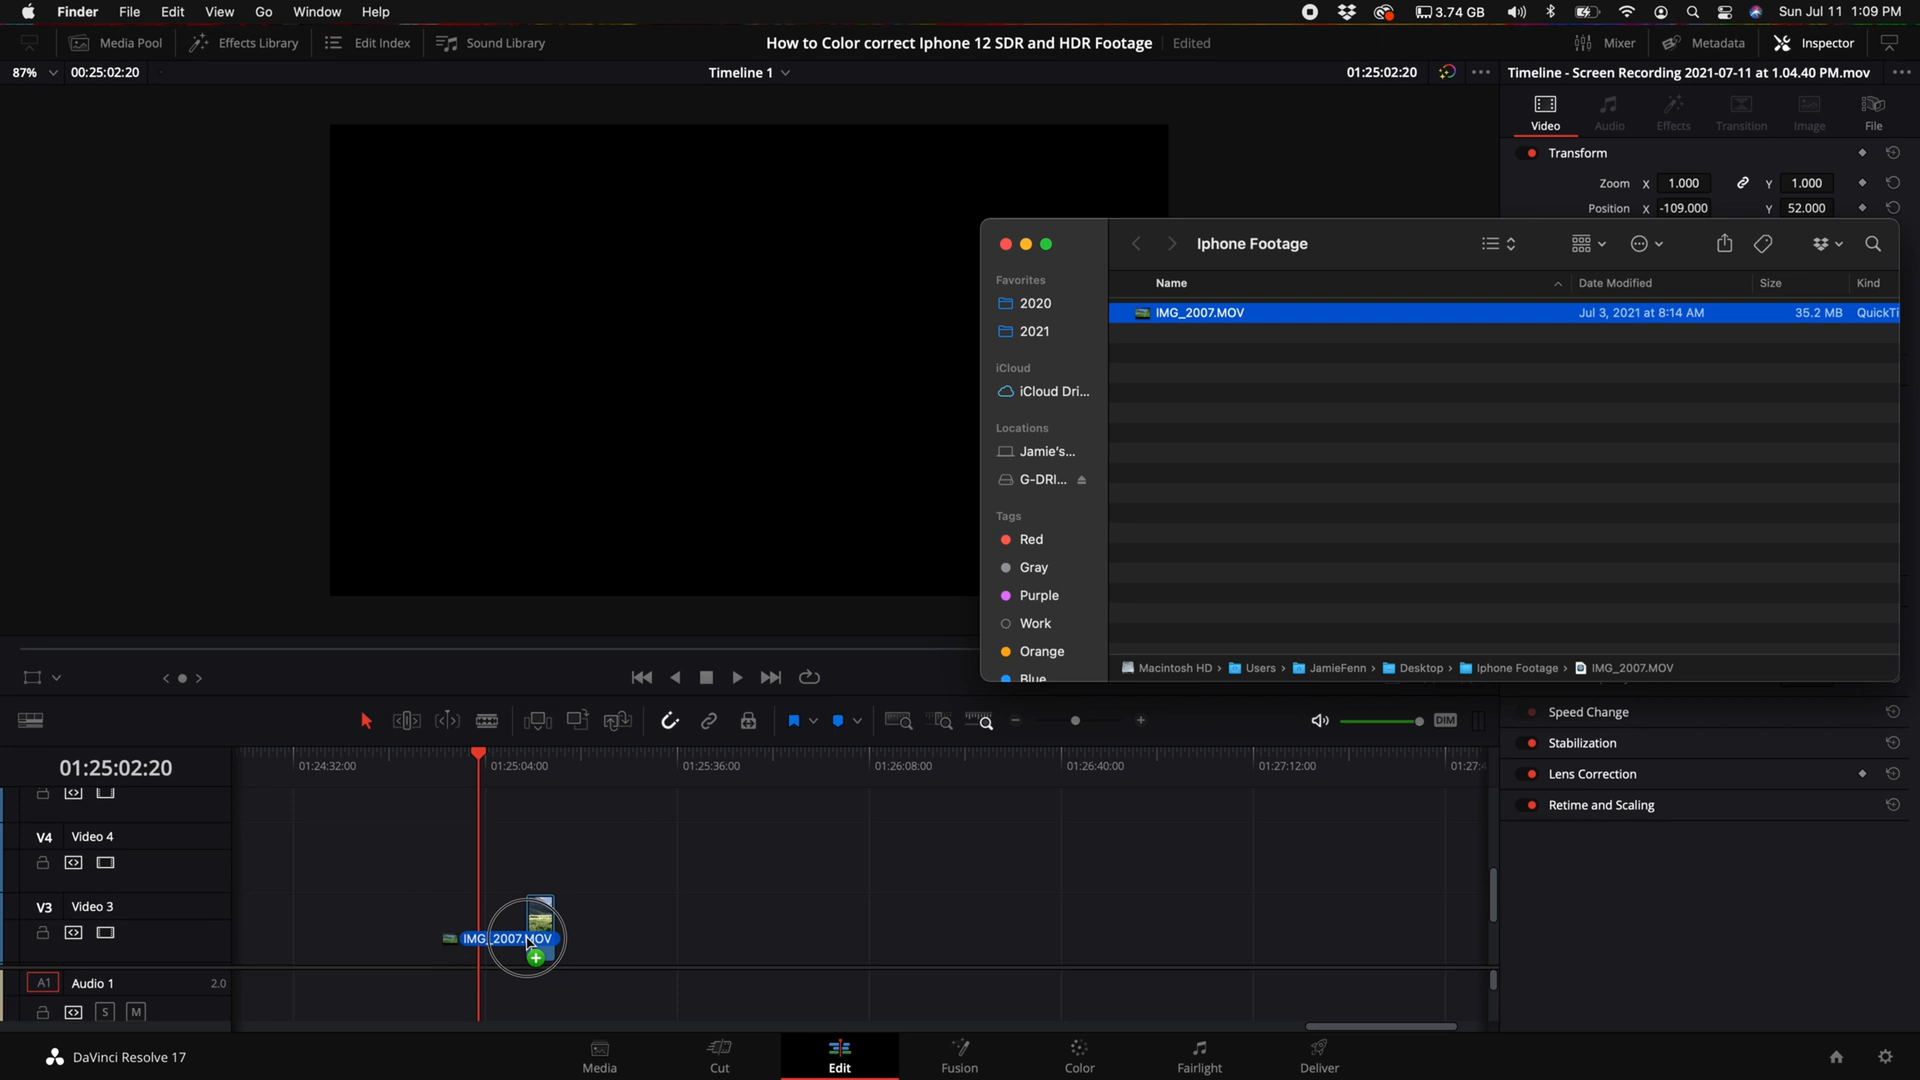 Finder File Edit View Go Window Help 3.74 GB Sun Jul 11 1:09 PM
Media Pool Effects Library Edit Index Sound Library How to Color correct Iphone 12 SDR and HDR Footage Edited Mixer Metadata Inspector
87% 00:25:02:20 Timeline 1 01:25:02:20 Timeline - Screen Recording 2021-07-11 at 1.04.40 PM.mov
Video Audio Effects Transition Image File
Transform
Zoom X 1.000 Y 1.000
Position X -109.000 Y 52.000
Iphone Footage
Favorites
2020
2021
iCloud
iCloud Dri...
Locations
Jamie's...
G-DRI...
Tags
Red
Gray
Purple
Work
Orange
Blue
Name Date Modified Size Kind
IMG_2007.MOV Jul 3, 2021 at 8:14 AM 35.2 MB QuickTi
Macintosh HD › Users › JamieFenn › Desktop › Iphone Footage › IMG_2007.MOV
DIM
Speed Change
Stabilization
Lens Correction
Retime and Scaling
01:25:02:20
01:24:32:00 01:25:04:00 01:25:36:00 01:26:08:00 01:26:40:00 01:27:12:00 01:27:4
V4 Video 4
V3 Video 3
IMG_2007.MOV
A1 Audio 1 2.0
S M
DaVinci Resolve 17
Media Cut Edit Fusion Color Fairlight Deliver